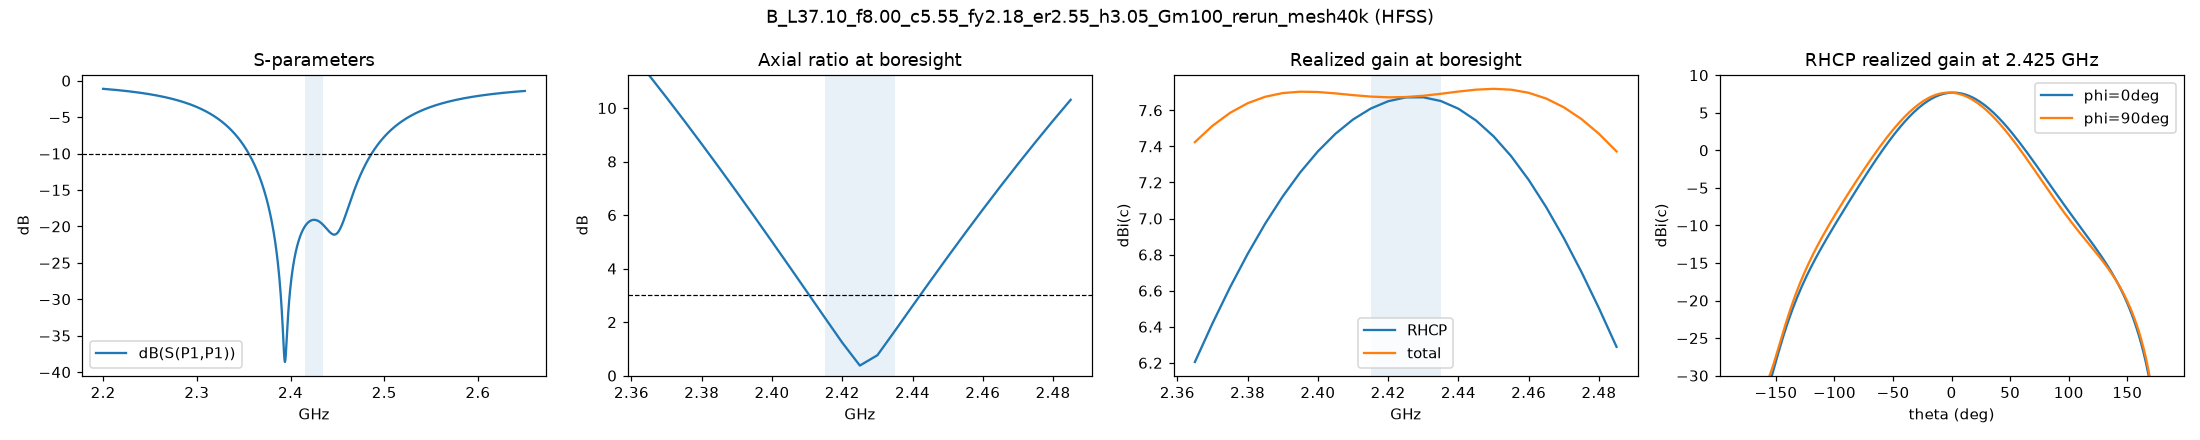 B_L37.10_f8.00_c5.55_fy2.18_er2.55_h3.05_Gm100_rerun_mesh40k (HFSS)
S-parameters
0
−5
−10
−15
−20
−25
−30
−35
−40
dB
dB(S(P1,P1))
2.2 2.3 2.4 2.5 2.6
GHz
Axial ratio at boresight
10
8
6
4
2
0
dB
2.36 2.38 2.40 2.42 2.44 2.46 2.48
GHz
Realized gain at boresight
7.6
7.4
7.2
7.0
6.8
6.6
6.4
6.2
dBi(c)
RHCP
total
2.36 2.38 2.40 2.42 2.44 2.46 2.48
GHz
RHCP realized gain at 2.425 GHz
10
5
0
−5
−10
−15
−20
−25
−30
dBi(c)
phi=0deg
phi=90deg
−150 −100 −50 0 50 100 150
theta (deg)